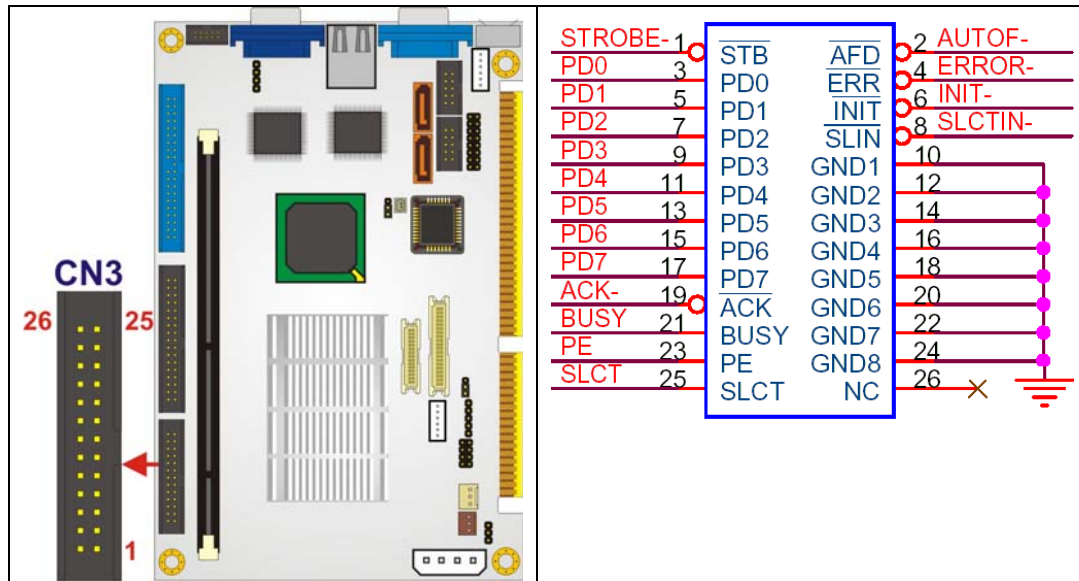 CN3
26 25
1
STROBE- 1 STB AFD 2 AUTOF-
PD0 3 PD0 ERR 4 ERROR-
PD1 5 PD1 INIT 6 INIT-
PD2 7 PD2 SLIN 8 SLCTIN-
PD3 9 PD3 GND1 10
PD4 11 PD4 GND2 12
PD5 13 PD5 GND3 14
PD6 15 PD6 GND4 16
PD7 17 PD7 GND5 18
ACK- 19 ACK GND6 20
BUSY 21 BUSY GND7 22
PE 23 PE GND8 24
SLCT 25 SLCT NC 26